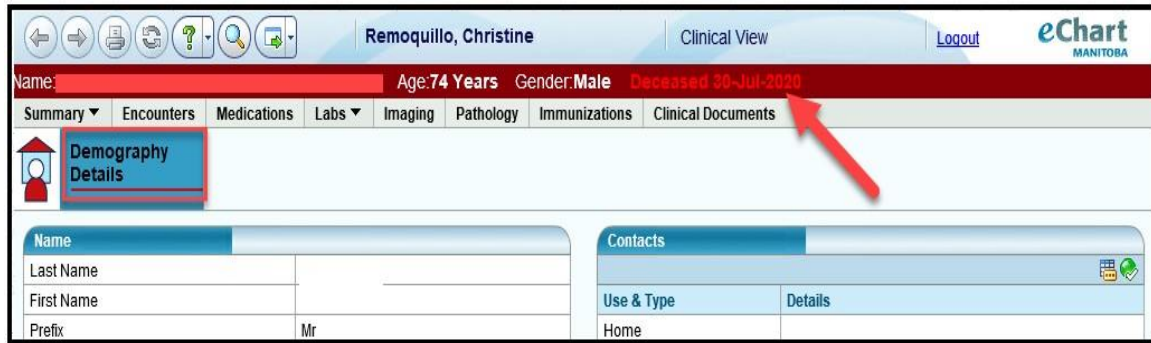 Remoquillo, Christine Clinical View Logout eChart
MANITOBA
Name: Age:74 Years Gender:Male Deceased 30-Jul-2020
Summary Encounters Medications Labs Imaging Pathology Immunizations Clinical Documents
Demography
Details
Name
Last Name
First Name
Prefix Mr
Contacts
Use & Type Details
Home